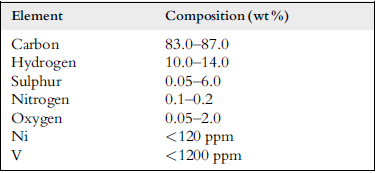 Element Composition (wt %)
Carbon 83.0–87.0
Hydrogen 10.0–14.0
Sulphur 0.05–6.0
Nitrogen 0.1–0.2
Oxygen 0.05–2.0
Ni <120 ppm
V <1200 ppm